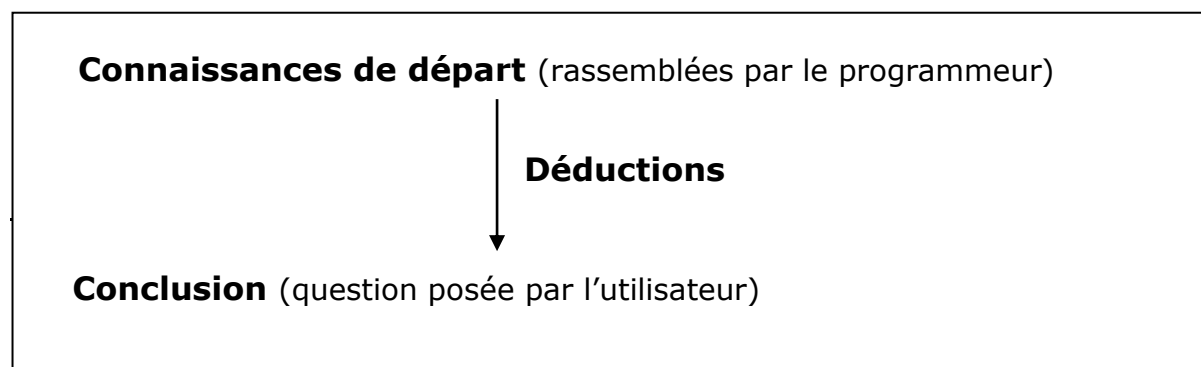 Connaissances de départ (rassemblées par le programmeur)
Déductions
Conclusion (question posée par l’utilisateur)